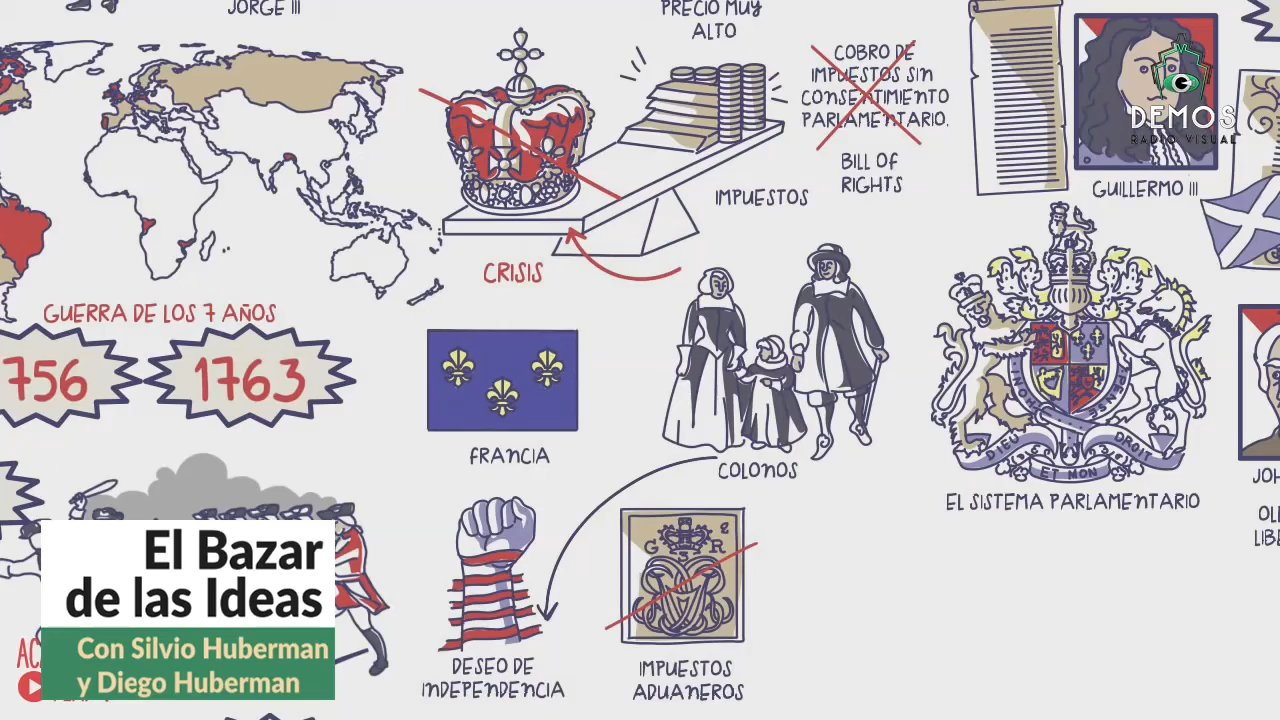 JORGE III
PRECIO MUY
ALTO
COBRO DE
IMPUESTOS SIN
CONSENTIMIENTO
PARLAMENTARIO.
BILL OF
RIGHTS
IMPUESTOS
DEMOS
RADIO VISUAL
GUILLERMO III
CRISIS
GUERRA DE LOS 7 AÑOS
756
1763
FRANCIA
COLONOS
DIEU
ET MON
DROIT
EL SISTEMA PARLAMENTARIO
El Bazar
de las Ideas
Con Silvio Huberman
y Diego Huberman
G R
3
DESEO DE
INDEPENDENCIA
IMPUESTOS
ADUANEROS